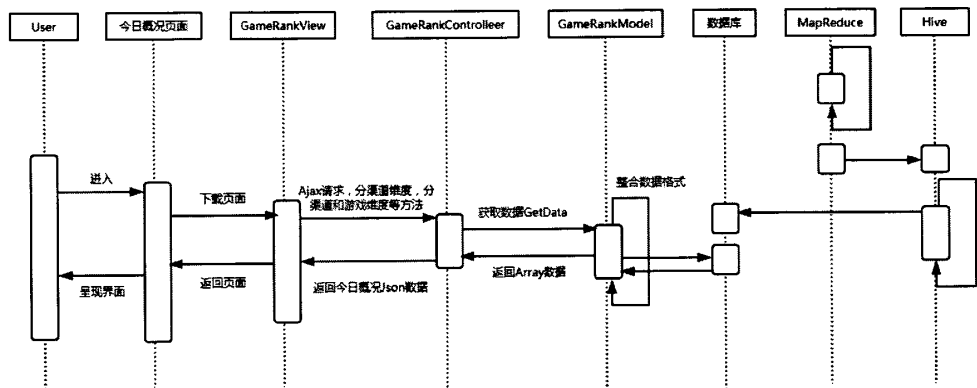 User
今日概况页面
GameRankView
GameRankControlleer
GameRankModel
数据库
MapReduce
Hive
进入
下载页面
Ajax请求，分渠道维度，分
渠道和游戏维度等方法
获取数据GetData
整合数据格式
呈现界面
返回页面
返回今日概况Json数据
返回Array数据